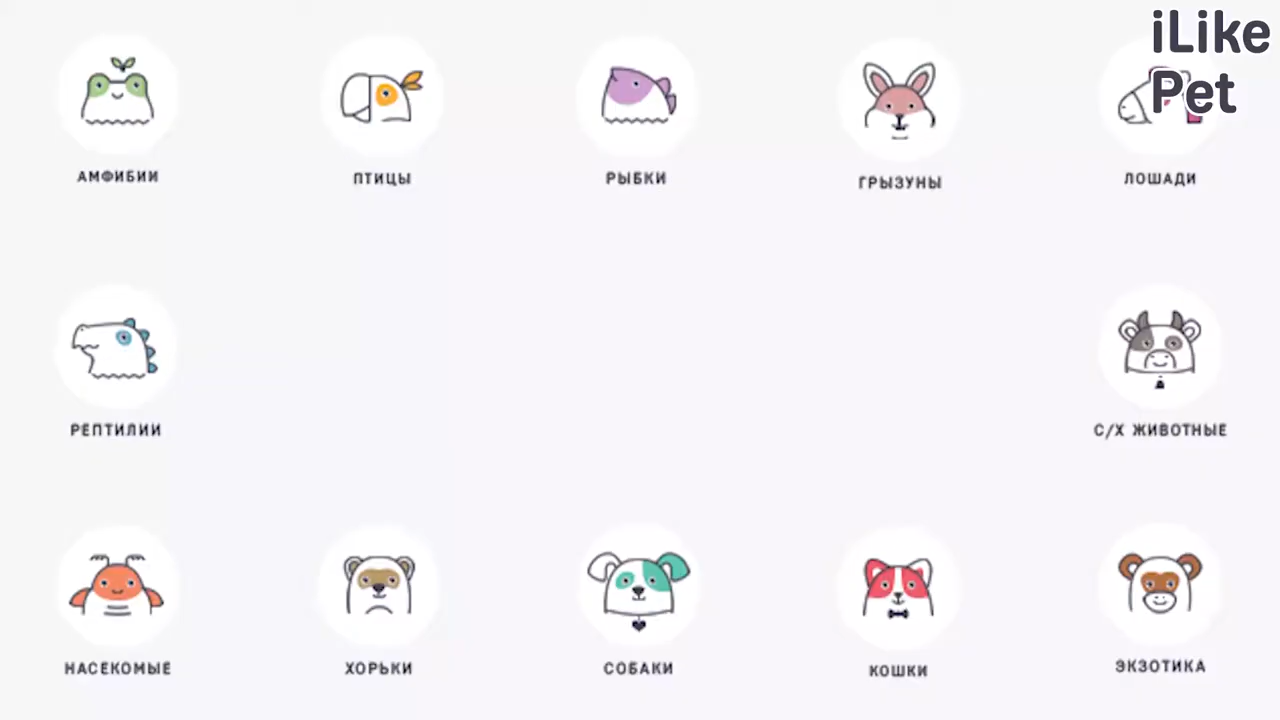 iLike
Pet
АМФИБИИ
ПТИЦЫ
РЫБКИ
ГРЫЗУНЫ
ЛОШАДИ
РЕПТИЛИИ
С/Х ЖИВОТНЫЕ
НАСЕКОМЫЕ
ХОРЬКИ
СОБАКИ
КОШКИ
ЭКЗОТИКА